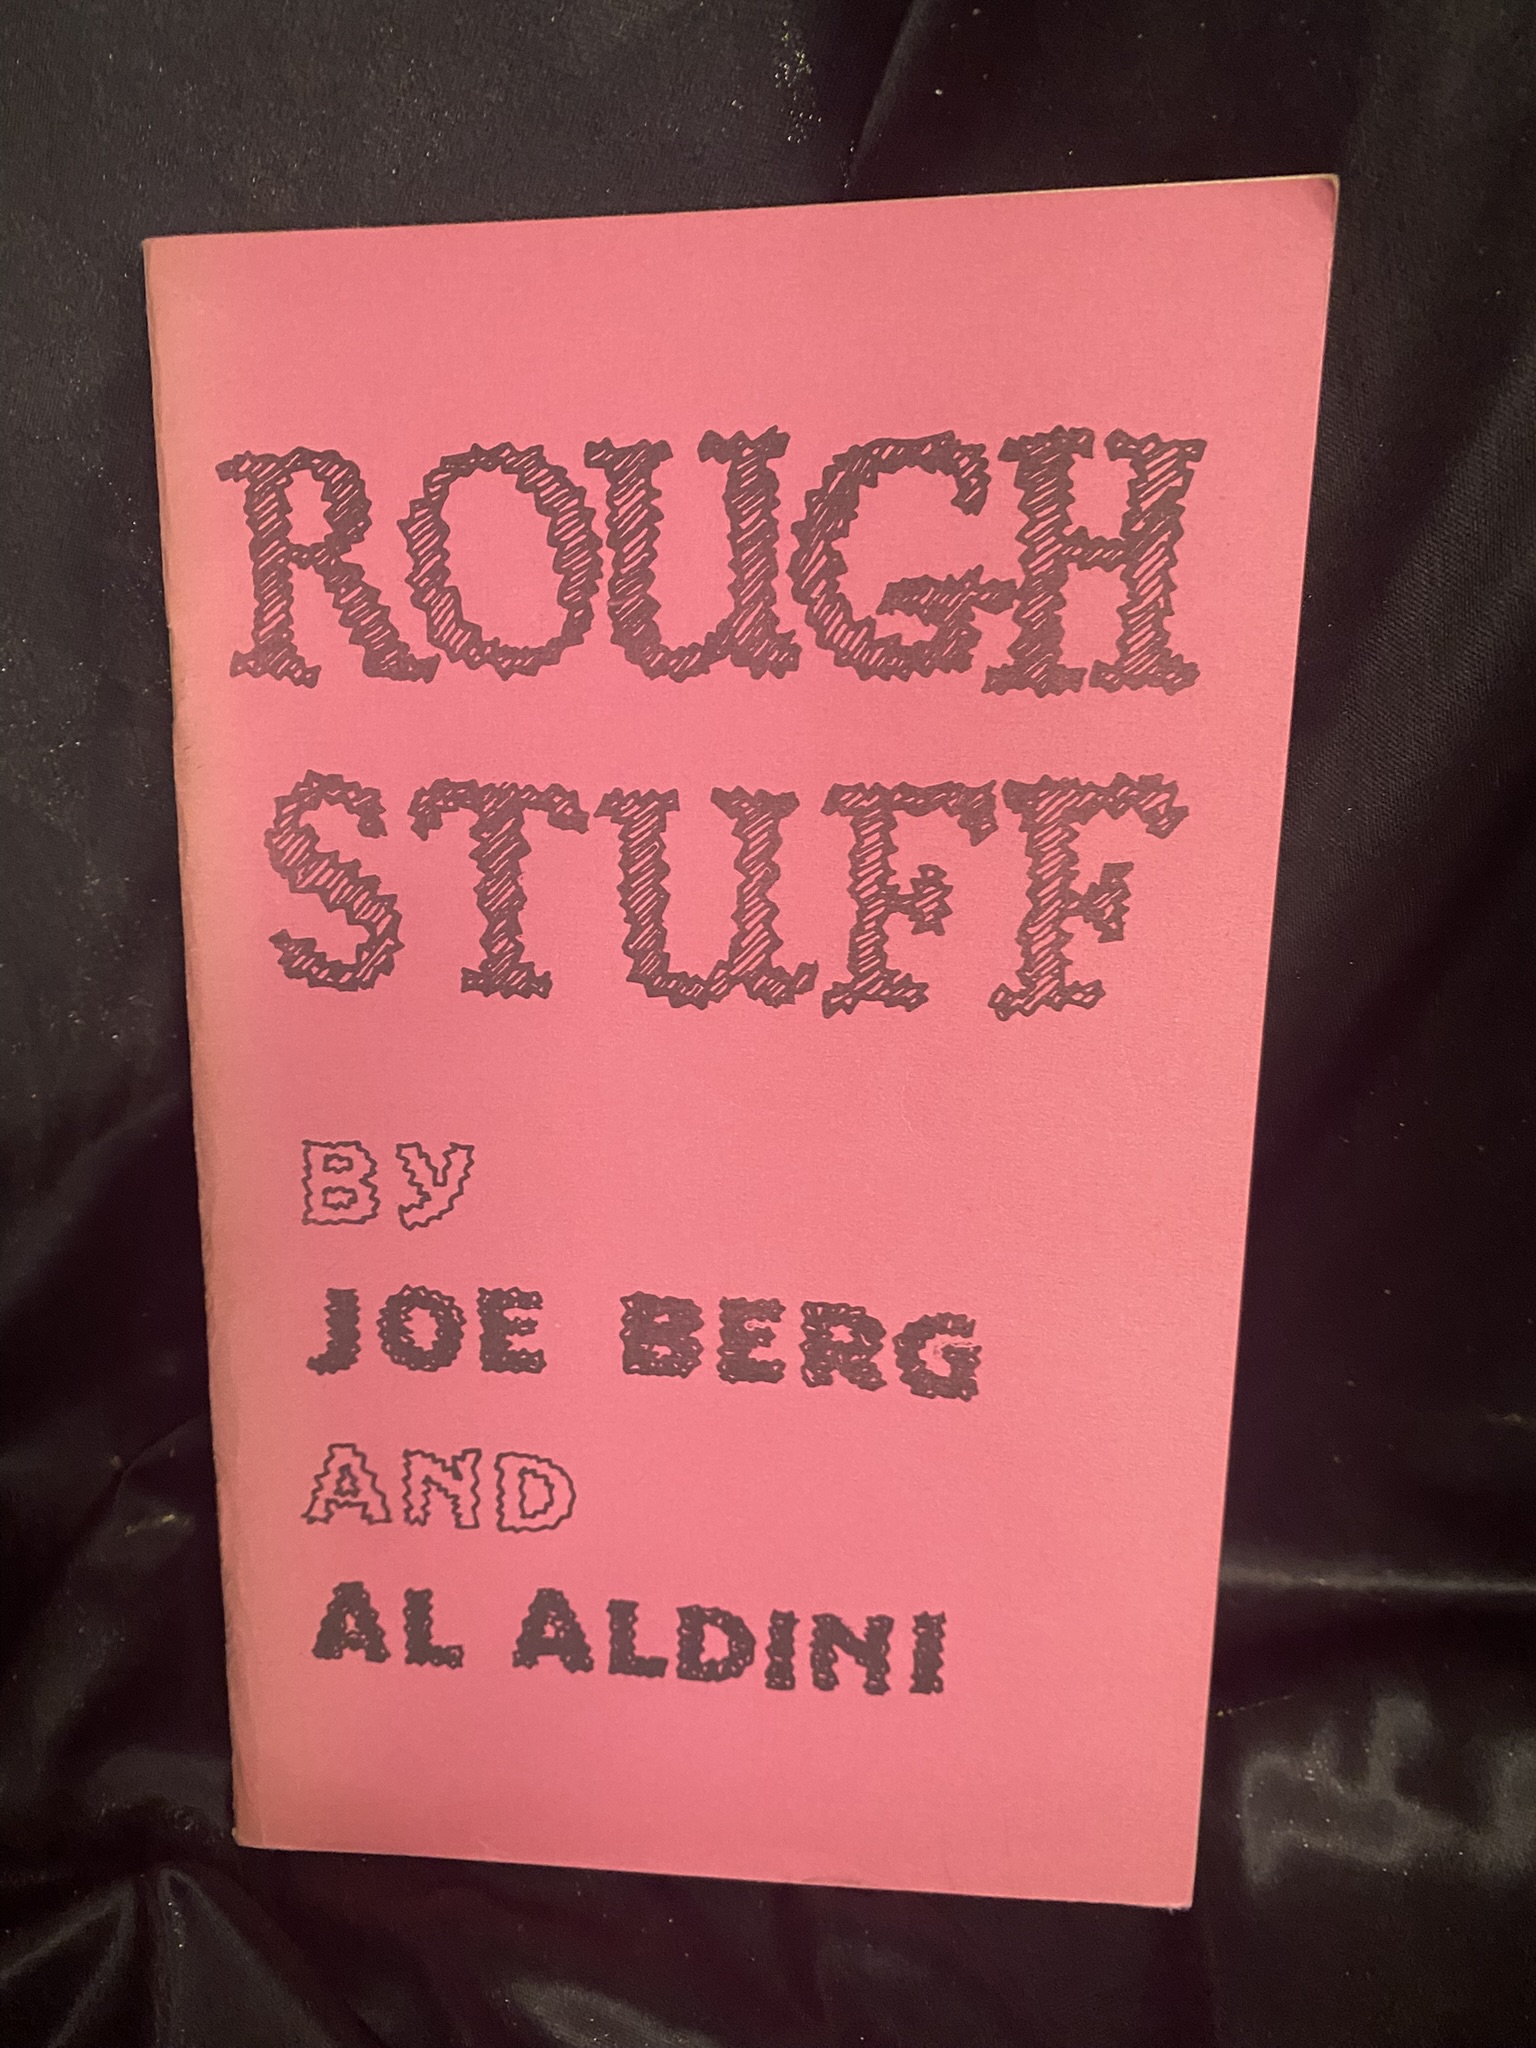 ROUGH
STUFF
BY
JOE BERG
AND
AL ALDINI